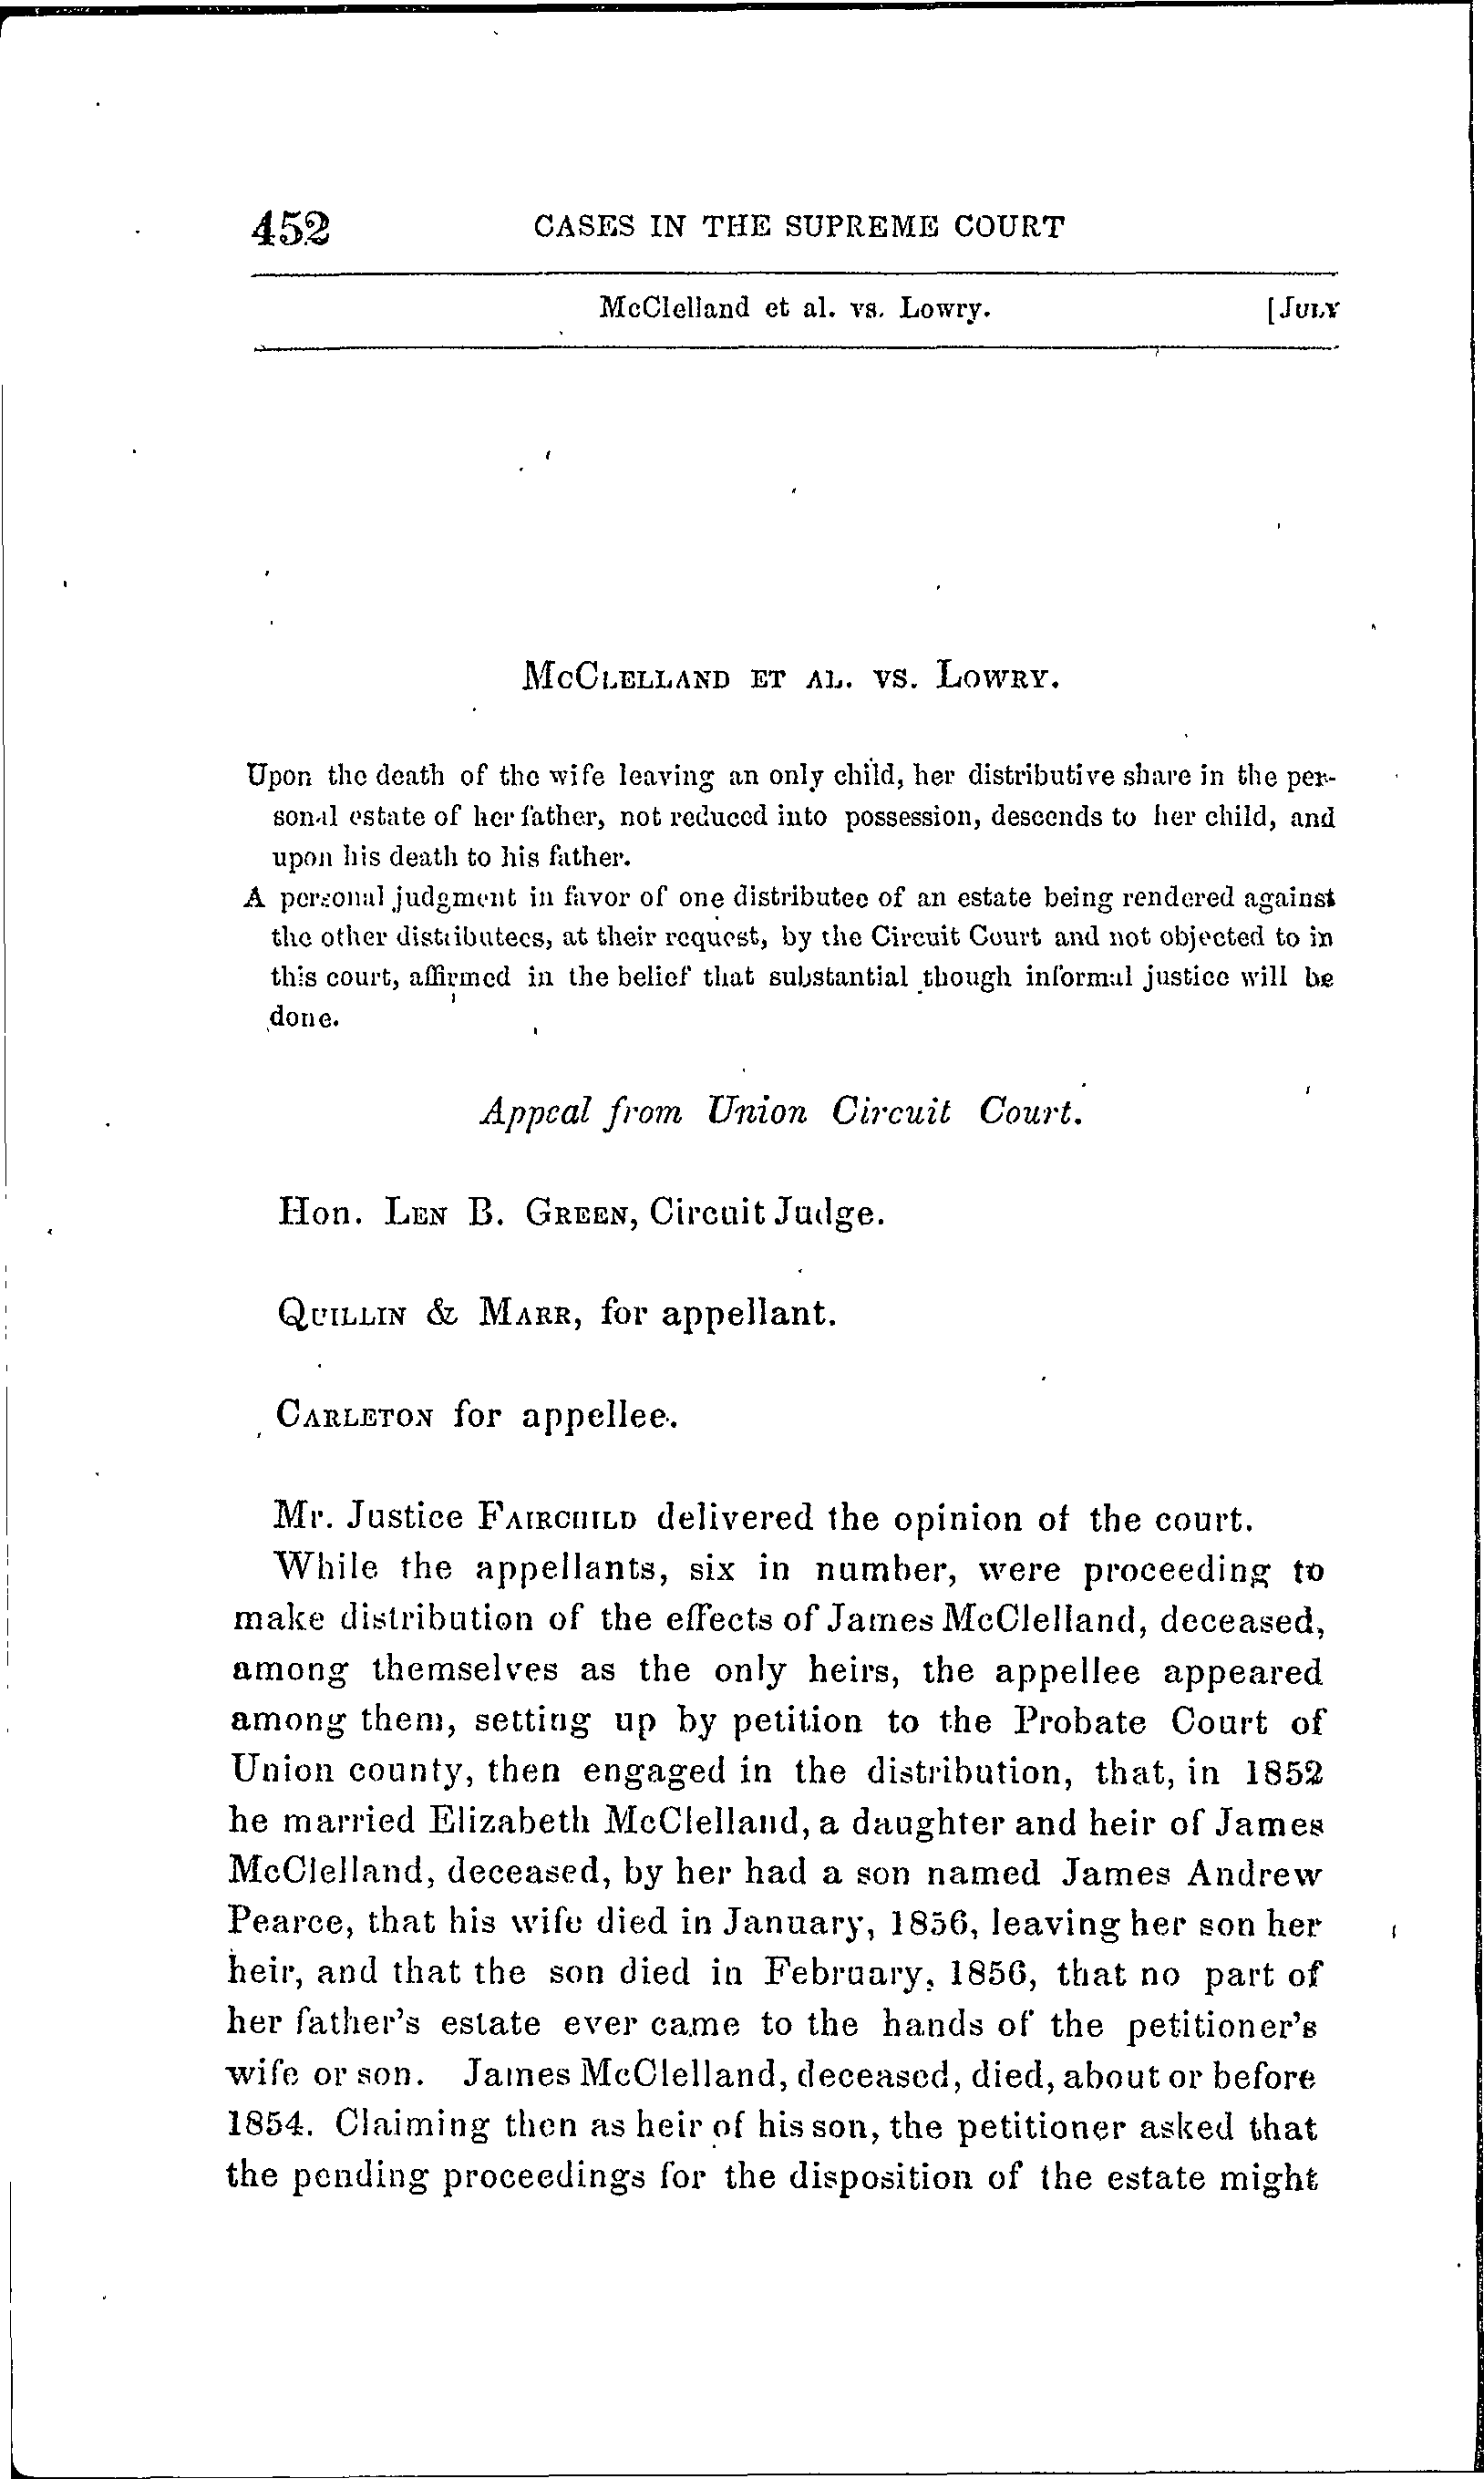 452 CASES IN THE SUPREME COURT
McClelland et al. vs. Lowry. [JULY
MCCLELLAND ET AL. VS. LOWRY.
Upon the death of the wife leaving an only child, her distributive share in the per-
sonal estate of her father, not reduced into possession, descends to her child, and
upon his death to his father.
A personal judgment in favor of one distributee of an estate being rendered against
the other distributees, at their request, by the Circuit Court and not objected to in
this court, affirmed in the belief that substantial though informal justice will be
done.
Appeal from Union Circuit Court.
Hon. LEN B. GREEN, Circuit Judge.
QUILLIN & MARR, for appellant.
CARLETON for appellee.
Mr. Justice FAIRCHILD delivered the opinion of the court.
While the appellants, six in number, were proceeding to
make distribution of the effects of James McClelland, deceased,
among themselves as the only heirs, the appellee appeared
among them, setting up by petition to the Probate Court of
Union county, then engaged in the distribution, that, in 1852
he married Elizabeth McClelland, a daughter and heir of James
McClelland, deceased, by her had a son named James Andrew
Pearce, that his wife died in January, 1856, leaving her son her
heir, and that the son died in February, 1856, that no part of
her father's estate ever came to the hands of the petitioner's
wife or son. James McClelland, deceased, died, about or before
1854. Claiming then as heir of his son, the petitioner asked that
the pending proceedings for the disposition of the estate might